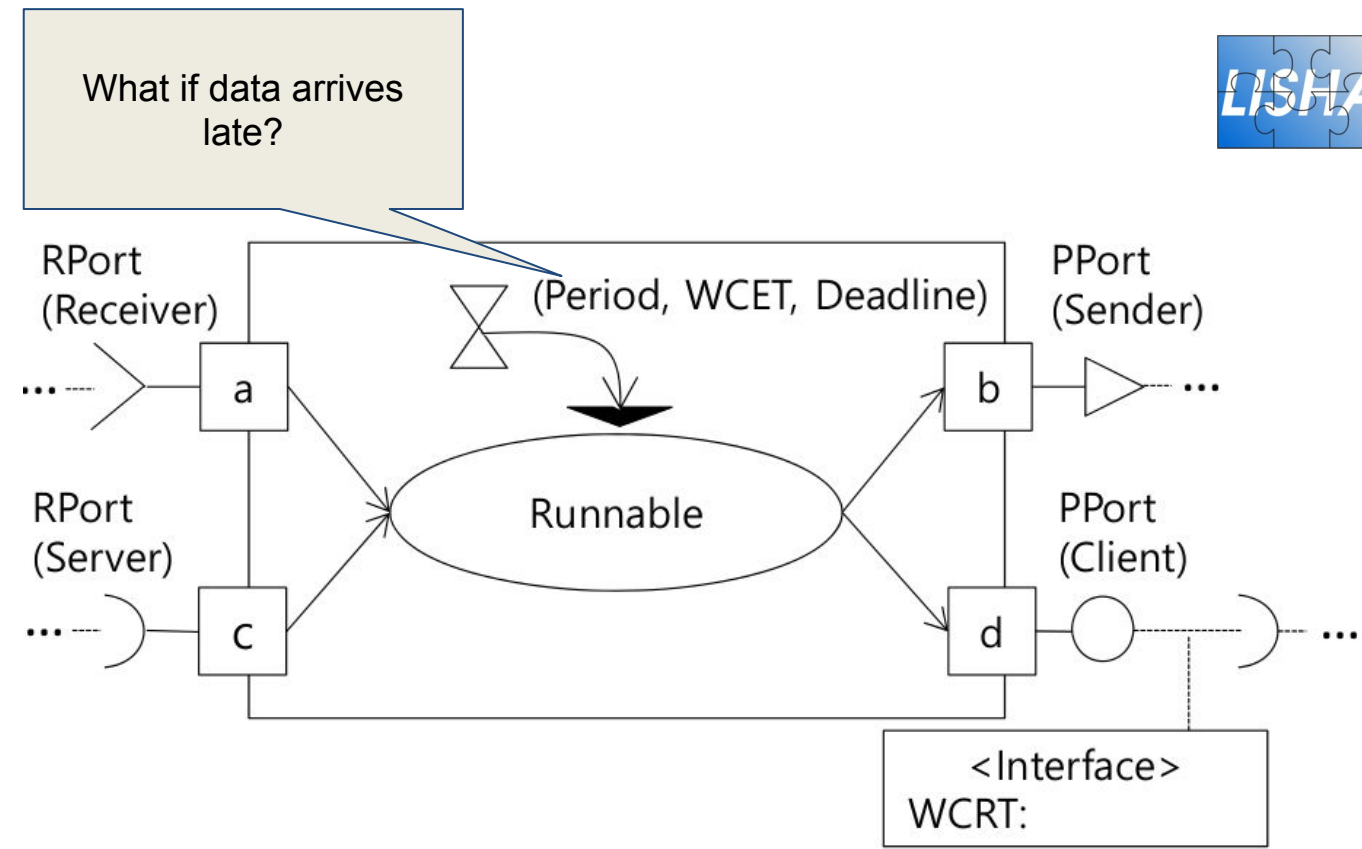 What if data arrives
late?
LISHA
RPort
(Receiver)
(Period, WCET, Deadline)
PPort
(Sender)
... a
b ...
RPort
(Server)
Runnable
PPort
(Client)
... c
d ...
<Interface>
WCRT: